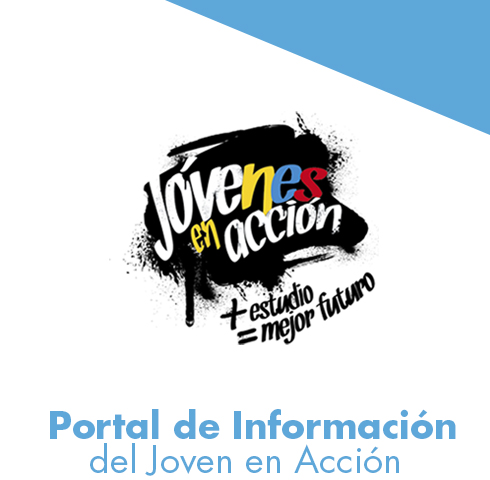 Jóvenes
en acción
+ estudio
= mejor futuro
Portal de Información
del Joven en Acción